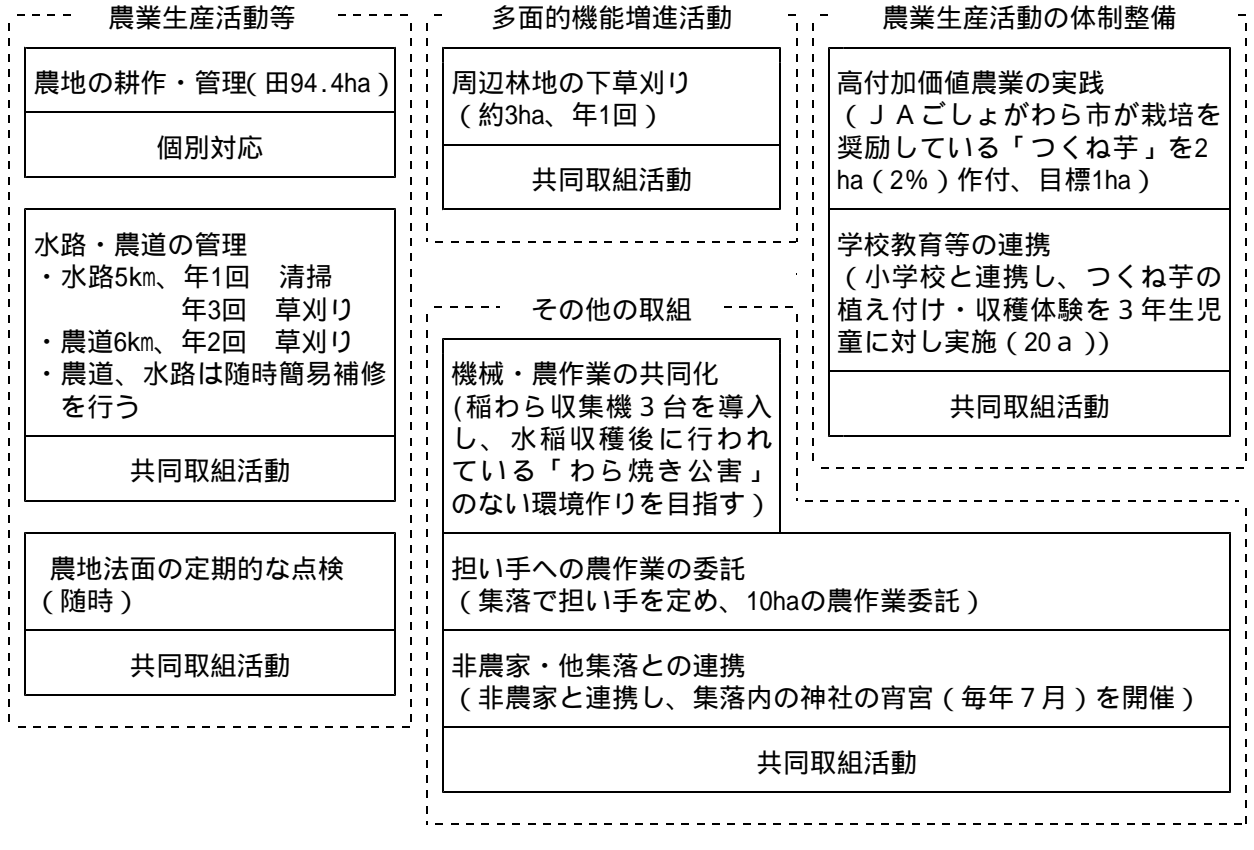 農業生産活動等
農地の耕作・管理(田94.4ha)
個別対応
水路・農道の管理
・水路5㎞、年1回 清掃
年3回 草刈り
・農道6㎞、年2回 草刈り
・農道、水路は随時簡易補修
を行う
共同取組活動
農地法面の定期的な点検
(随時)
共同取組活動
多面的機能増進活動
周辺林地の下草刈り
(約3ha、年1回)
共同取組活動
農業生産活動の体制整備
高付加価値農業の実践
(JAごしょがわら市が栽培を
奨励している「つくね芋」を2
ha(2%)作付、目標1ha)
学校教育等の連携
(小学校と連携し、つくね芋の
植え付け・収穫体験を3年生児
童に対し実施(20a))
共同取組活動
その他の取組
機械・農作業の共同化
(稲わら収集機3台を導入
し、水稲収穫後に行われ
ている「わら焼き公害」
のない環境作りを目指す)
担い手への農作業の委託
(集落で担い手を定め、10haの農作業委託)
非農家・他集落との連携
(非農家と連携し、集落内の神社の宵宮(毎年7月)を開催)
共同取組活動